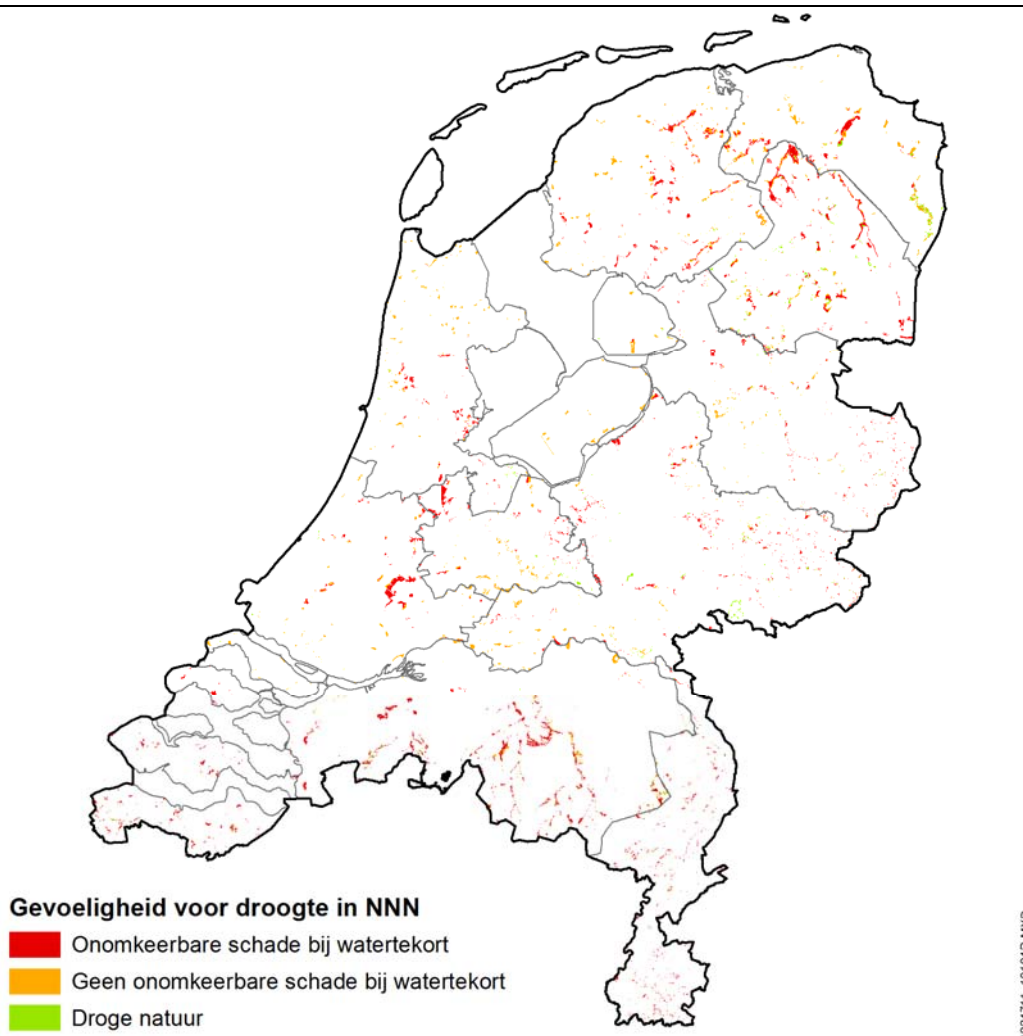 Gevoeligheid voor droogte in NNN
Onomkeerbare schade bij watertekort
Geen onomkeerbare schade bij watertekort
Droge natuur